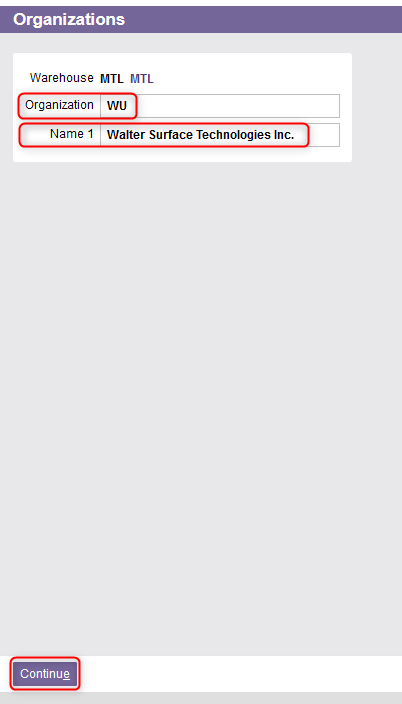 Organizations
Warehouse MTL MTL
Organization WU
Name 1 Walter Surface Technologies Inc.
Continue